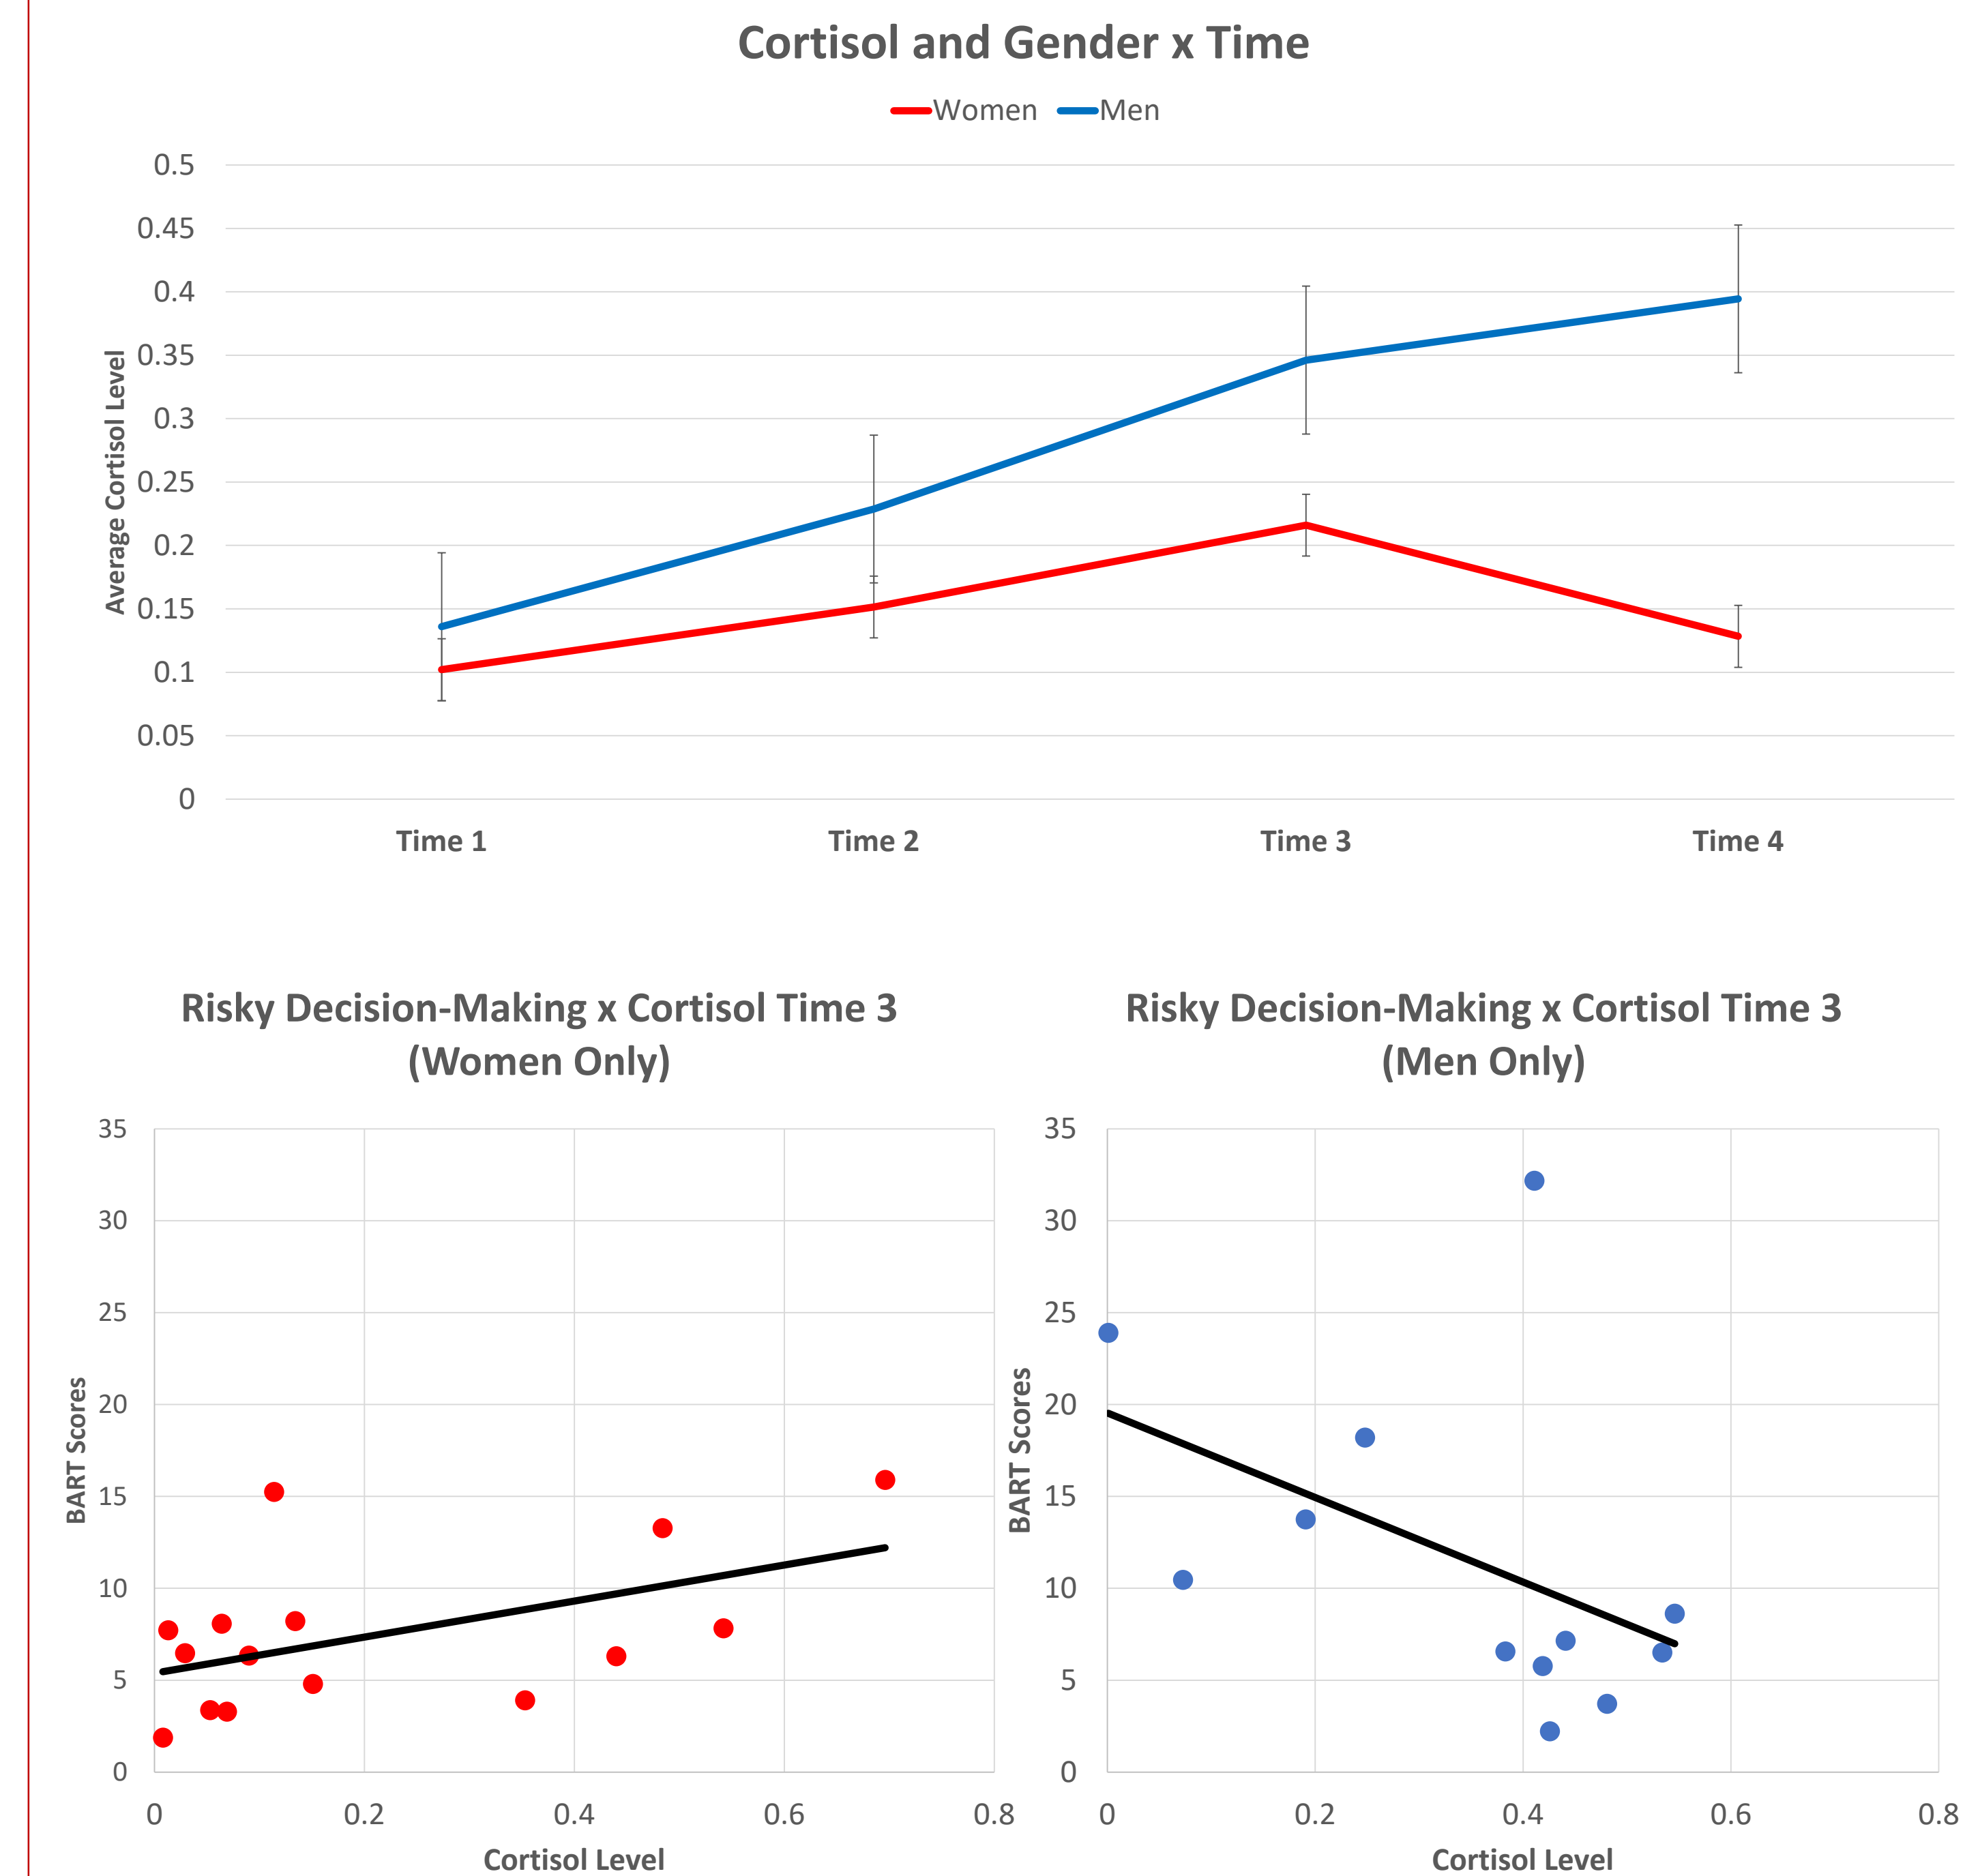 Cortisol and Gender x Time
Women Men
0.5
0.45
0.4
0.35
0.3
0.25
0.2
0.15
0.1
0.05
0
Average Cortisol Level
Time 1 Time 2 Time 3 Time 4
Risky Decision-Making x Cortisol Time 3
(Women Only)
35
30
25
20
15
10
5
0
BART Scores
0 0.2 0.4 0.6 0.8
Cortisol Level
Risky Decision-Making x Cortisol Time 3
(Men Only)
35
30
25
20
15
10
5
0
BART Scores
0 0.2 0.4 0.6 0.8
Cortisol Level